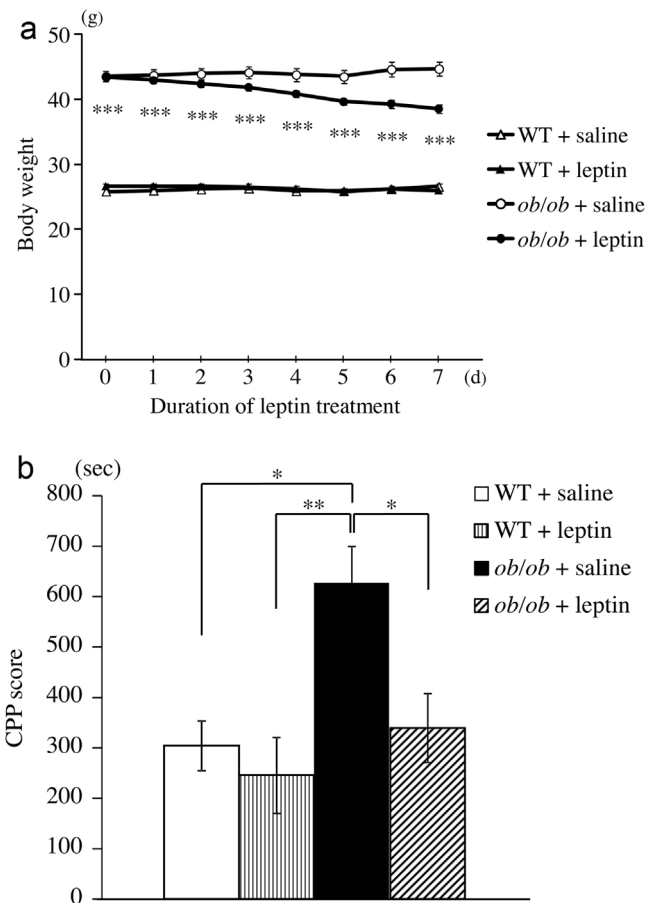 a
(g)
50
40
30
20
10
0
Body weight
*** *** *** *** *** *** *** ***
0 1 2 3 4 5 6 7 (d)
Duration of leptin treatment
WT + saline
WT + leptin
ob/ob + saline
ob/ob + leptin
b
(sec)
800
700
600
500
400
300
200
100
0
CPP score
*
** *
WT + saline
WT + leptin
ob/ob + saline
ob/ob + leptin